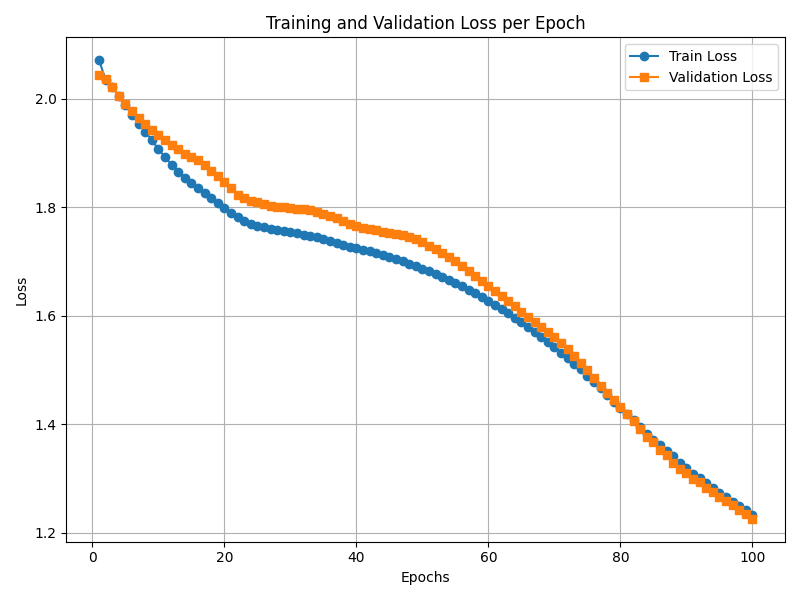 Training and Validation Loss per Epoch
Train Loss
Validation Loss
2.0
1.8
1.6
1.4
1.2
Loss
0 20 40 60 80 100
Epochs